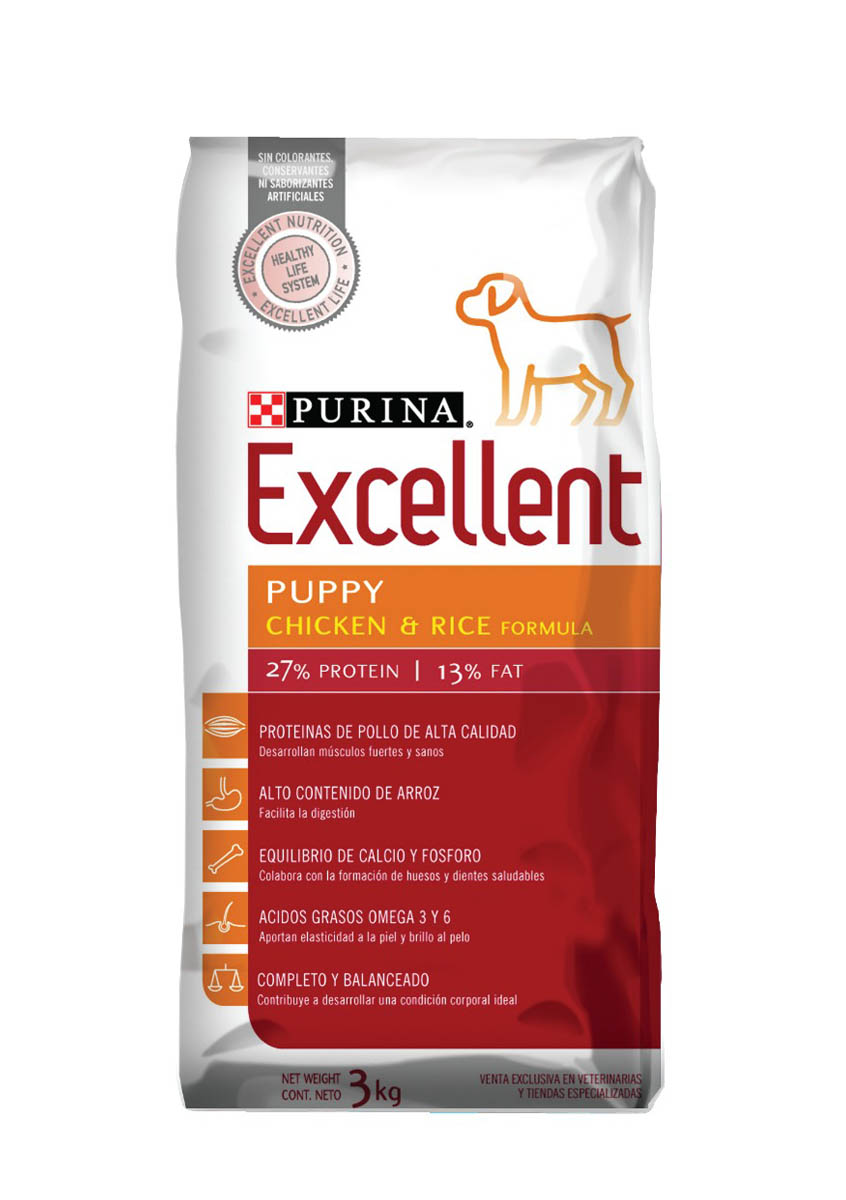 SIN COLORANTES,
CONSERVANTES
NI SABORIZANTES
ARTIFICIALES
EXCELLENT NUTRITION
HEALTHY
LIFE
SYSTEM
EXCELLENT LIFE
PURINA®
Excellent
PUPPY
CHICKEN & RICE FORMULA
27% PROTEIN | 13% FAT
PROTEINAS DE POLLO DE ALTA CALIDAD
Desarrollan músculos fuertes y sanos
ALTO CONTENIDO DE ARROZ
Facilita la digestión
EQUILIBRIO DE CALCIO Y FOSFORO
Colabora con la formación de huesos y dientes saludables
ACIDOS GRASOS OMEGA 3 Y 6
Aportan elasticidad a la piel y brillo al pelo
COMPLETO Y BALANCEADO
Contribuye a desarrollar una condición corporal ideal
NET WEIGHT
CONT. NETO 3kg
VENTA EXCLUSIVA EN VETERINARIAS
Y TIENDAS ESPECIALIZADAS